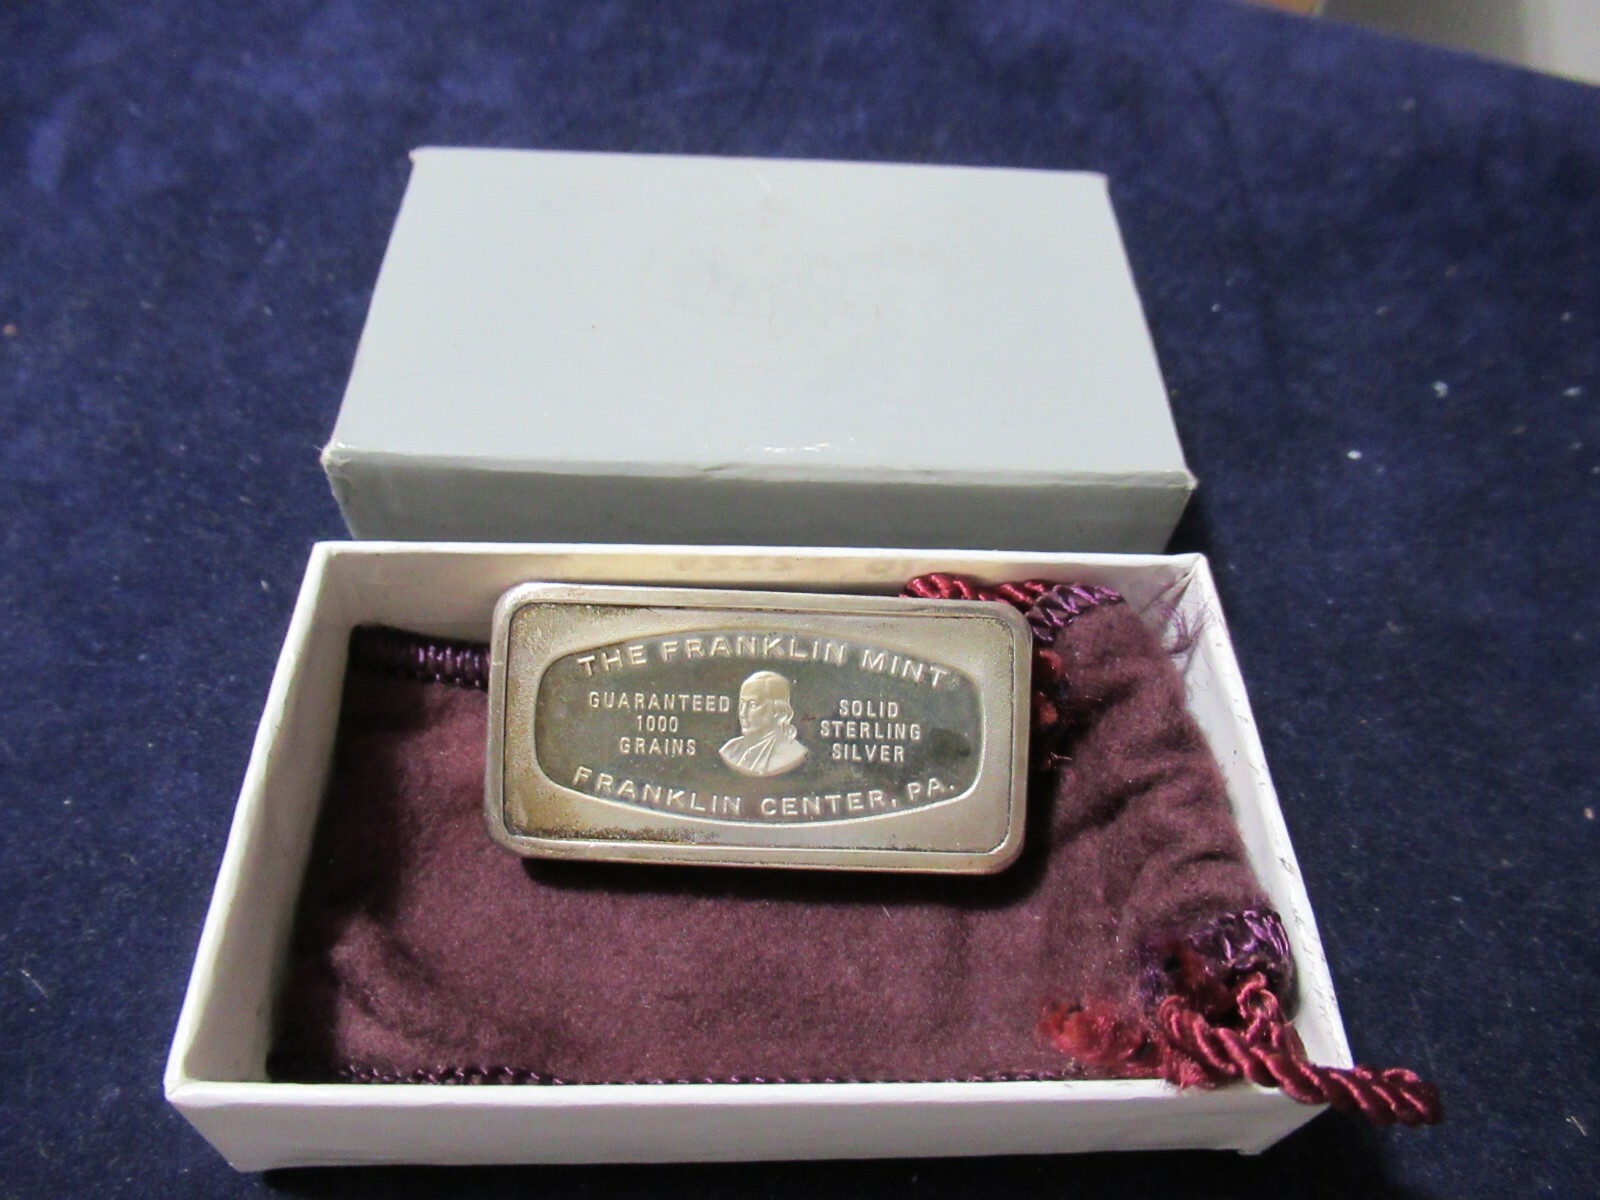 THE FRANKLIN MINT
GUARANTEED
1000
GRAINS
SOLID
STERLING
SILVER
FRANKLIN CENTER, PA.